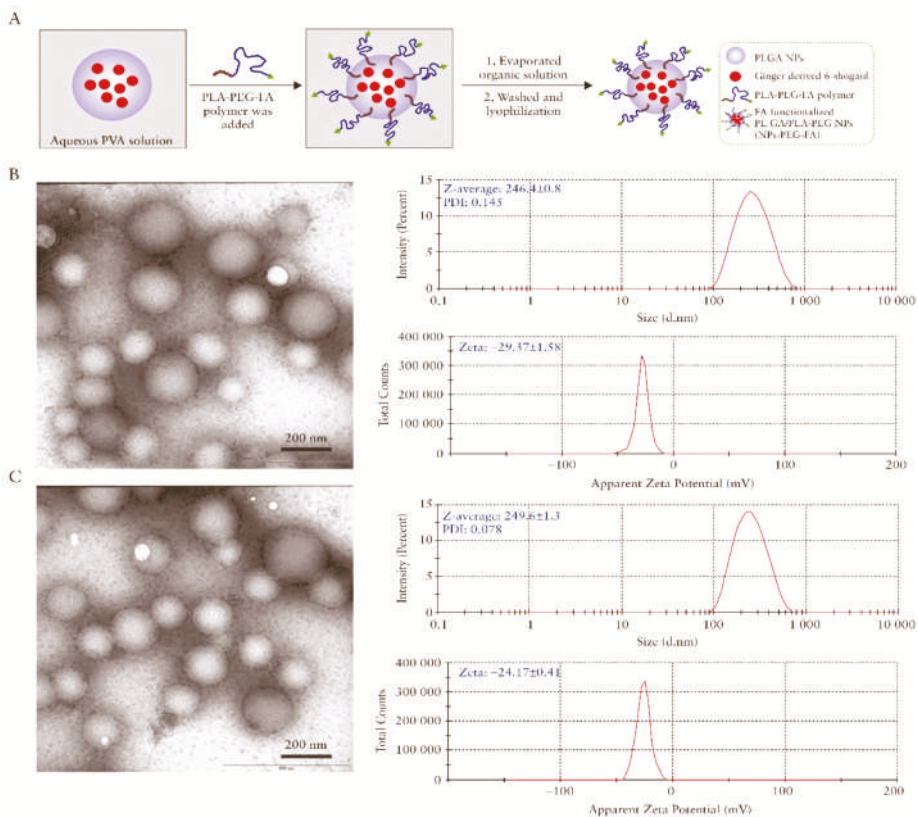 A
Aqueous PVA solution
PLA-PEG-FA
polymer was
added
1, Evaporated
organic solution
2, Washed and
lyophilization
PLGA NPs
Ginger derived 6-shogaol
PLA-PEG-FA polymer
FA functionalized
PLGA/PLA-PEG NPs
(NPs-PEG-FA)
B
200 nm
Z-average: 246.4±0.8
PDI: 0.145
Intensity (Percent)
15
10
5
0
0.1
1
10
100
1 000
10 000
Size (d.nm)
Zeta: −29.37±1.58
Total Counts
400 000
300 000
200 000
100 000
0
−100
0
100
200
Apparent Zeta Potential (mV)
C
200 nm
Z-average: 249.6±1.3
PDI: 0.078
Intensity (Percent)
15
10
5
0
0.1
1
10
100
1 000
10 000
Size (d.nm)
Zeta: −24.17±0.41
Total Counts
400 000
300 000
200 000
100 000
0
−100
0
100
200
Apparent Zeta Potential (mV)